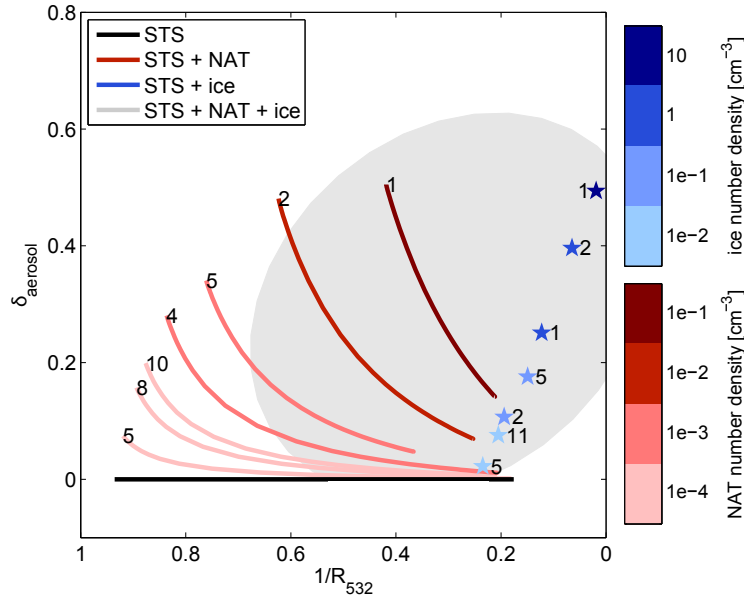 STS
STS + NAT
STS + ice
STS + NAT + ice
0.8
0.6
0.4
0.2
0
δaerosol
1
0.8
0.6
0.4
0.2
0
1/R532
5
8
10
4
5
2
1
1
2
1
5
2
11
5
10
1
1e−1
1e−2
ice number density [cm−3]
1e−1
1e−2
1e−3
1e−4
NAT number density [cm−3]